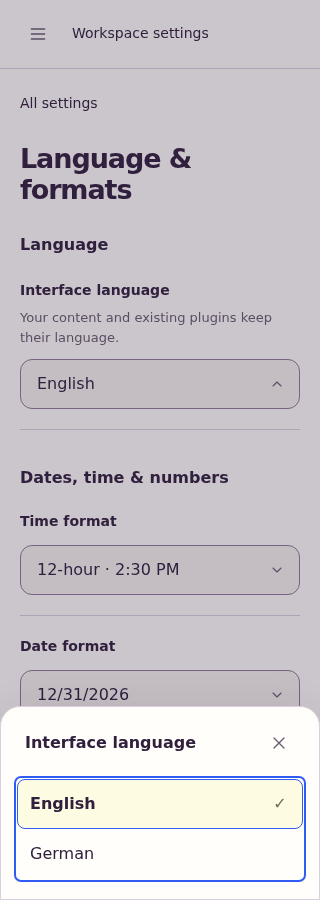 Workspace settings
All settings
Language &
formats
Language
Interface language
Your content and existing plugins keep
their language.
English
Dates, time & numbers
Time format
12-hour · 2:30 PM
Date format
12/31/2026
Interface language
English ✓
German